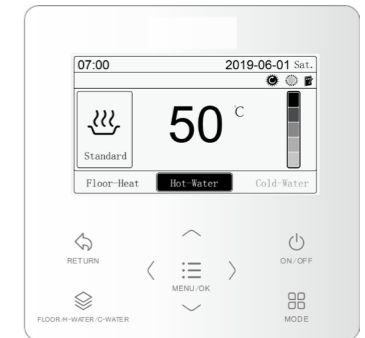 07:00 2019-06-01 Sat.
50 ℃
Standard
Floor-Heat Hot-Water Cold-Water
RETURN ON/OFF
MENU/OK
FLOOR/H-WATER/C-WATER MODE